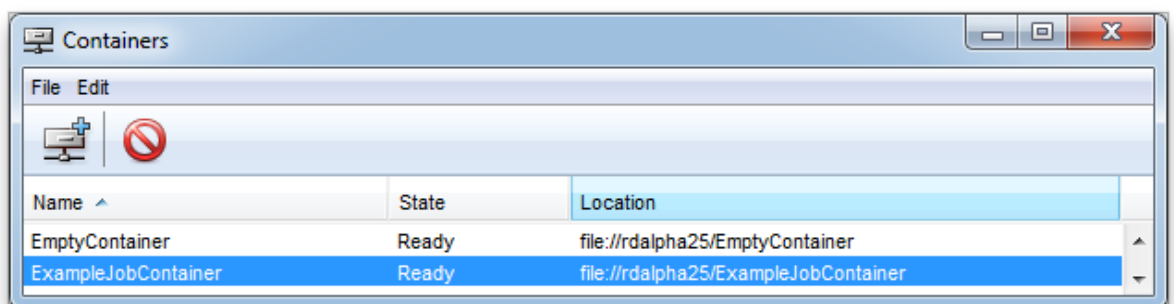 Containers
File Edit
Name State Location
EmptyContainer Ready file://rdalpha25/EmptyContainer
ExampleJobContainer Ready file://rdalpha25/ExampleJobContainer